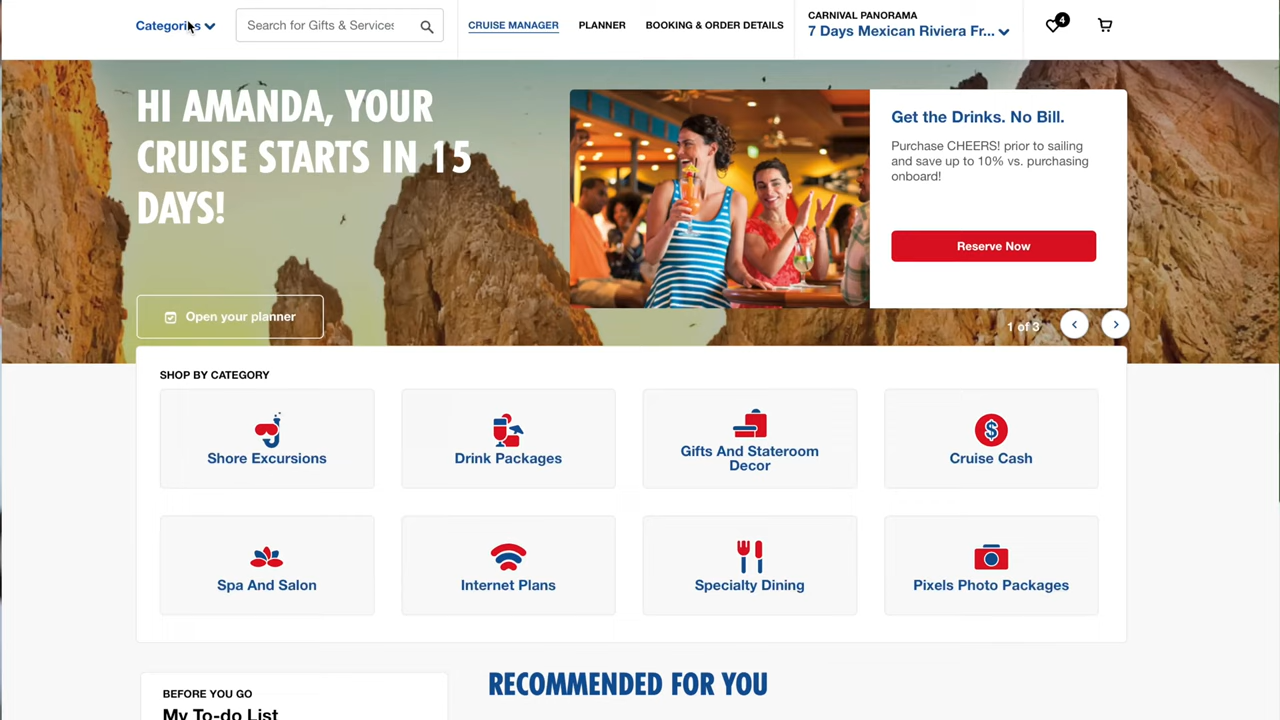 Categories
Search for Gifts & Services
CRUISE MANAGER
PLANNER
BOOKING & ORDER DETAILS
CARNIVAL PANORAMA
7 Days Mexican Riviera Fr...
4
HI AMANDA, YOUR
CRUISE STARTS IN 15
DAYS!
Open your planner
Get the Drinks. No Bill.
Purchase CHEERS! prior to sailing
and save up to 10% vs. purchasing
onboard!
Reserve Now
1 of 3
SHOP BY CATEGORY
Shore Excursions
Drink Packages
Gifts And Stateroom
Decor
$
Cruise Cash
Spa And Salon
Internet Plans
Specialty Dining
Pixels Photo Packages
BEFORE YOU GO
My To-do List
RECOMMENDED FOR YOU